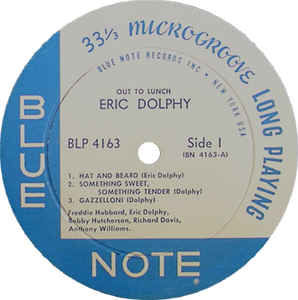 33⅓ MICROGROOVE LONG PLAYING
BLUE NOTE RECORDS INC • NEW YORK USA
OUT TO LUNCH
ERIC DOLPHY
BLP 4163
Side 1
(BN 4163-A)
1. HAT AND BEARD (Eric Dolphy)
2. SOMETHING SWEET,
SOMETHING TENDER (Dolphy)
3. GAZZELLONI (Dolphy)
Freddie Hubbard, Eric Dolphy,
Bobby Hutcherson, Richard Davis,
Anthony Williams.
BLUE
NOTE